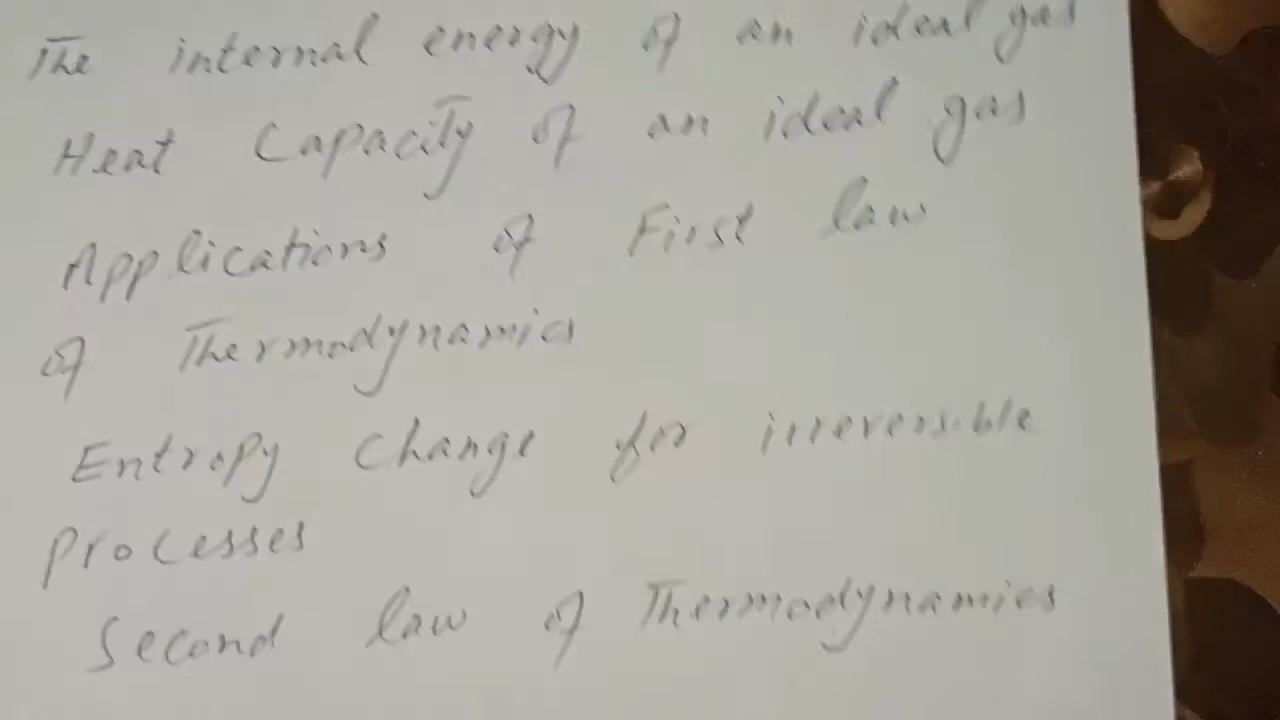 The internal energy of an ideal gas
Heat Capacity of an ideal gas
Applications of First law
of Thermodynamics
Entropy change for irreversible
processes
Second law of Thermodynamics